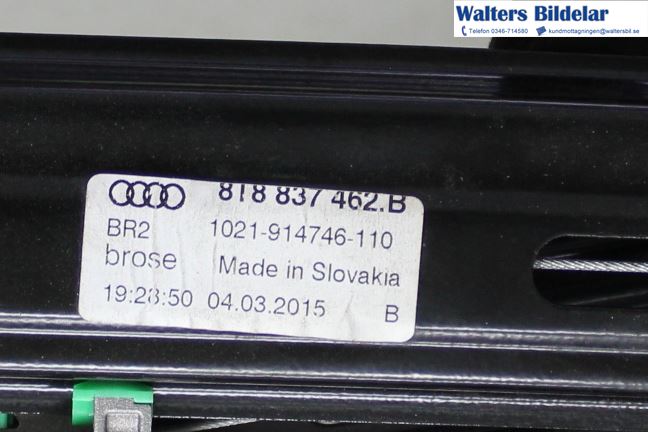 Walters Bildelar
Telefon 0346-714580 kundmottagningen@waltersbil.se
8T8 837 462.B
BR2 1021-914746-110
brose Made in Slovakia
19:28:50 04.03.2015 B